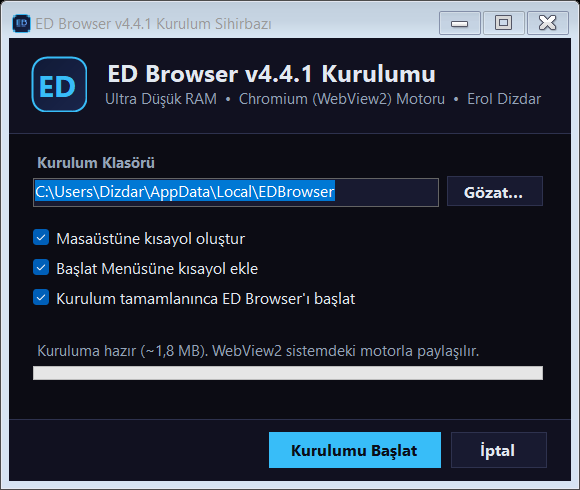 ED Browser v4.4.1 Kurulum Sihirbazı
ED
ED Browser v4.4.1 Kurulumu
Ultra Düşük RAM • Chromium (WebView2) Motoru • Erol Dizdar
Kurulum Klasörü
C:\Users\Dizdar\AppData\Local\EDBrowser
Gözat...
Masaüstüne kısayol oluştur
Başlat Menüsüne kısayol ekle
Kurulum tamamlanınca ED Browser'ı başlat
Kuruluma hazır (~1,8 MB). WebView2 sistemdeki motorla paylaşılır.
Kurulumu Başlat
İptal